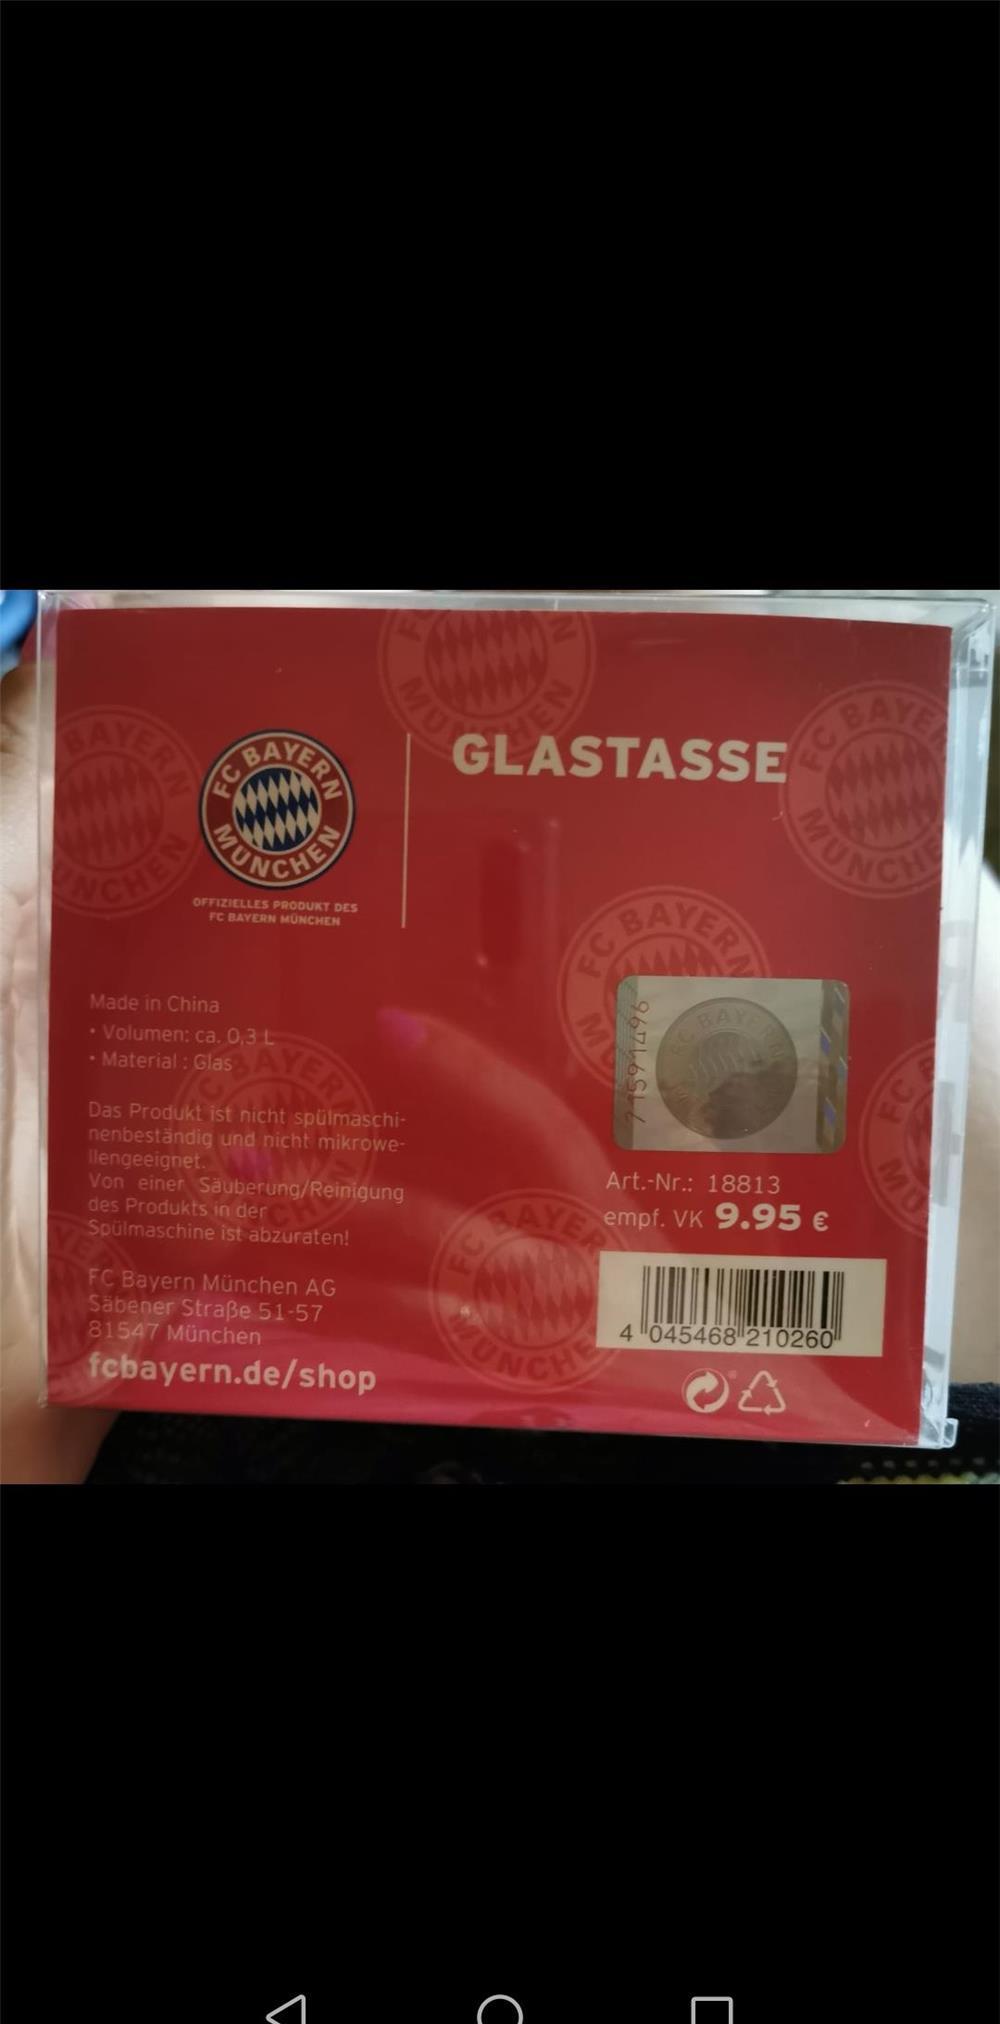 FC BAYERN
MÜNCHEN
OFFIZIELLES PRODUKT DES
FC BAYERN MÜNCHEN
GLASTASSE
Made in China
• Volumen: ca. 0,3 L
• Material : Glas
Das Produkt ist nicht spülmaschi-
nenbeständig und nicht mikrowe-
llengeeignet.
Von einer Säuberung/Reinigung
des Produkts in der
Spülmaschine ist abzuraten!
FC Bayern München AG
Säbener Straße 51-57
81547 München
fcbayern.de/shop
71591496
FC BAYERN
Art.-Nr.: 18813
empf. VK 9.95 €
4 045468 210260